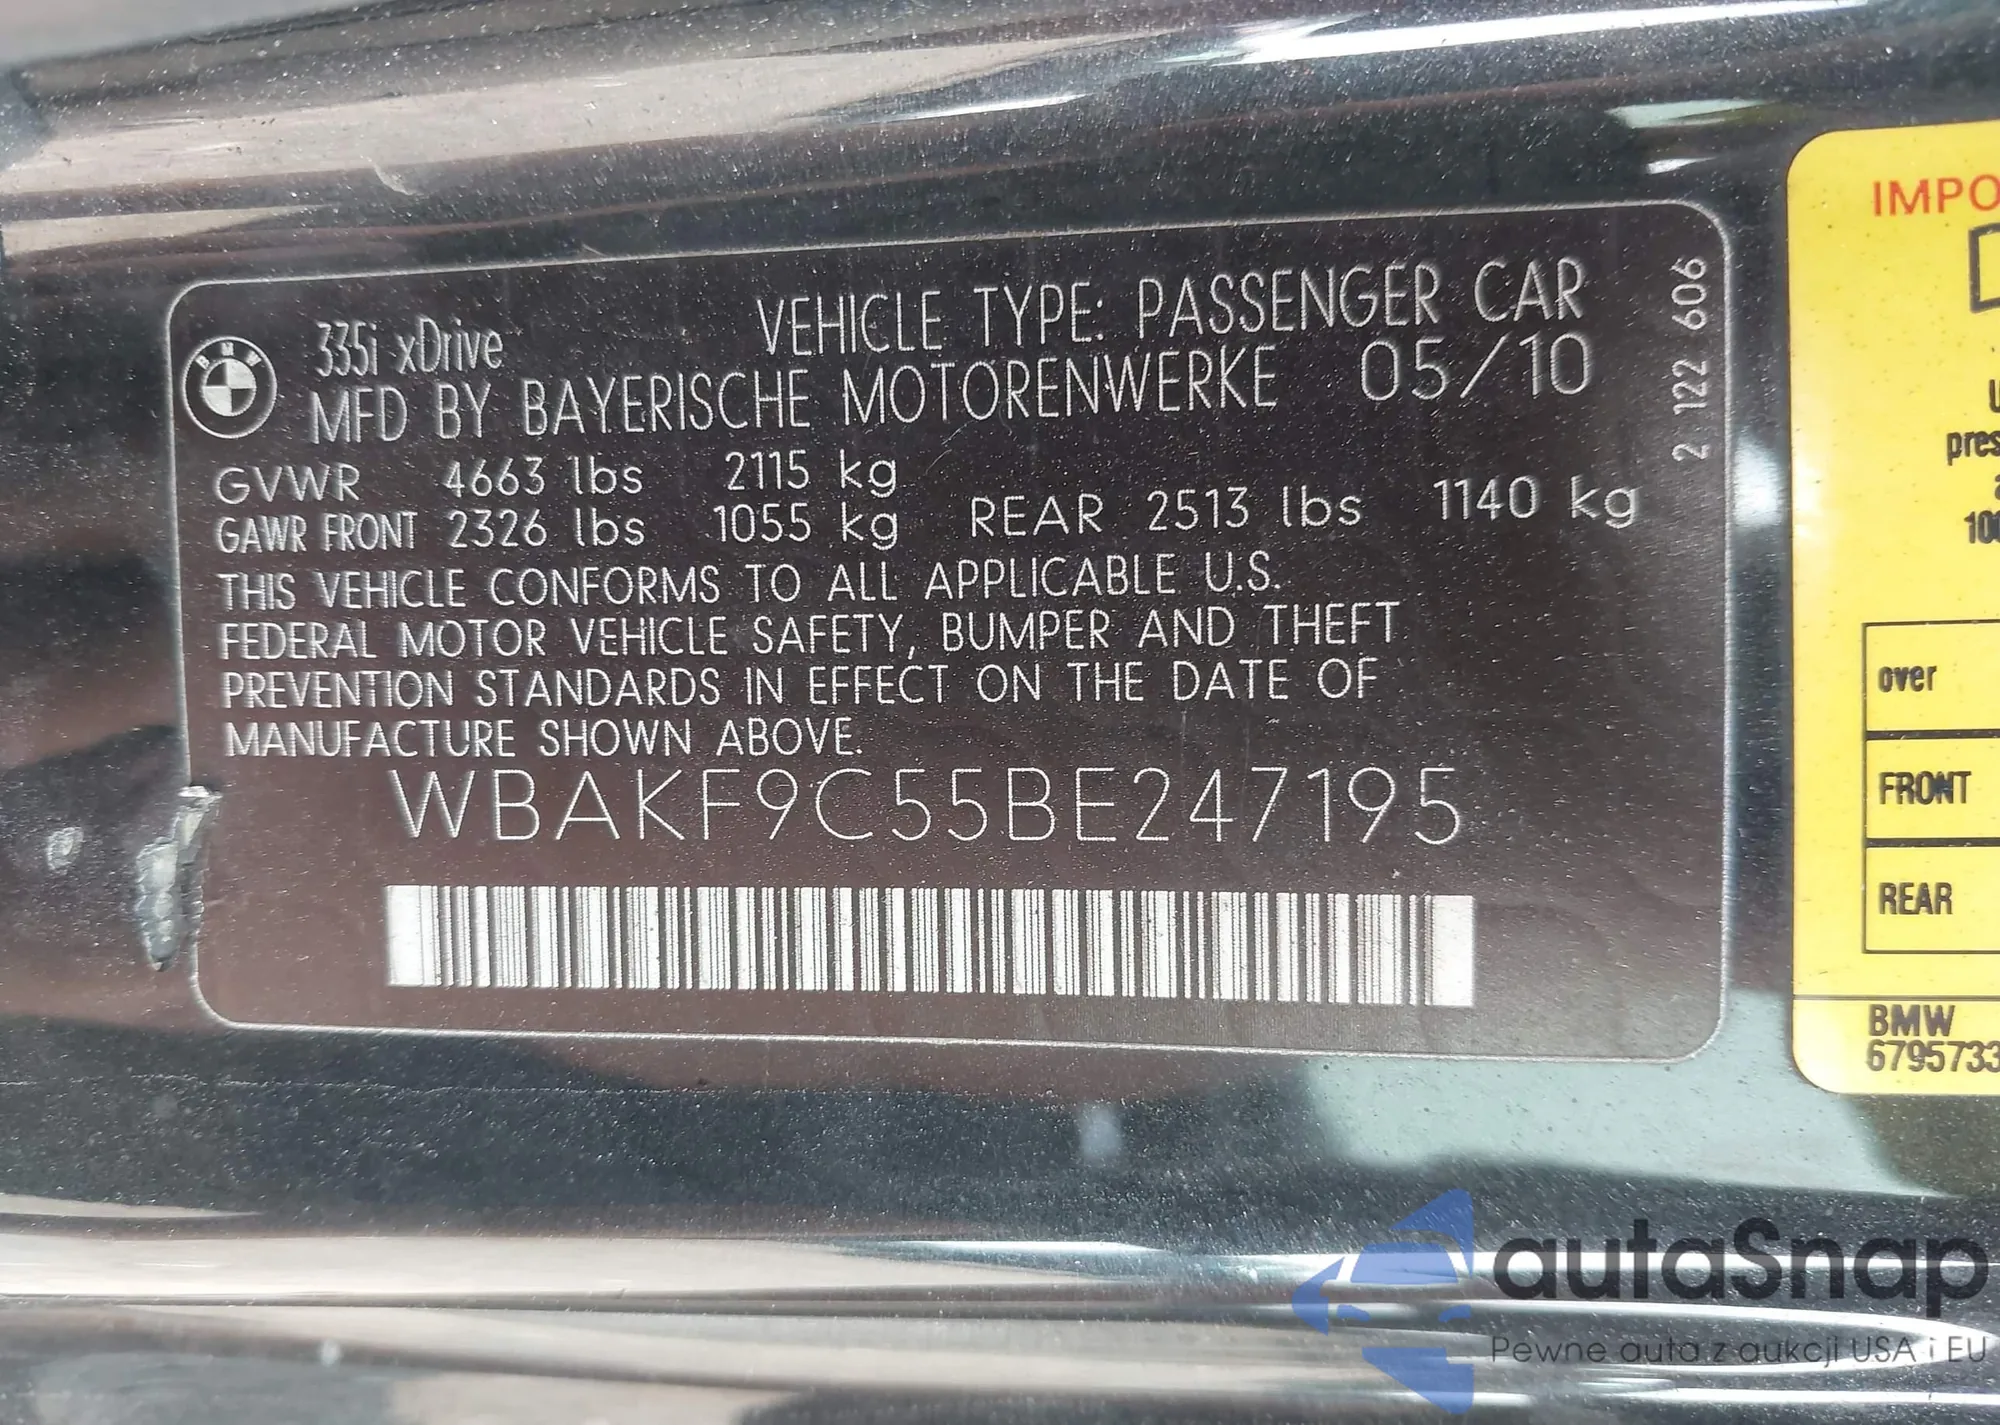 BMW
335i xDrive VEHICLE TYPE: PASSENGER CAR
MFD BY BAYERISCHE MOTORENWERKE 05/10
GVWR 4663 lbs 2115 kg
GAWR FRONT 2326 lbs 1055 kg REAR 2513 lbs 1140 kg
THIS VEHICLE CONFORMS TO ALL APPLICABLE U.S.
FEDERAL MOTOR VEHICLE SAFETY, BUMPER AND THEFT
PREVENTION STANDARDS IN EFFECT ON THE DATE OF
MANUFACTURE SHOWN ABOVE.
WBAKF9C55BE247195
2 122 606
IMPO
U
pres
a
100
over
FRONT
REAR
BMW
6795733
autaSnap
Pewne auta z aukcji USA i EU